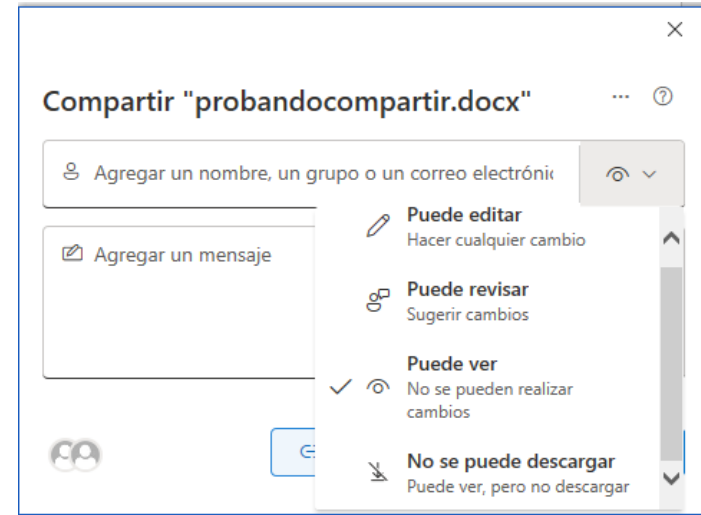 Compartir "probandocompartir.docx"
Agregar un nombre, un grupo o un correo electrónic
Agregar un mensaje
Puede editar
Hacer cualquier cambio
Puede revisar
Sugerir cambios
Puede ver
No se pueden realizar
cambios
No se puede descargar
Puede ver, pero no descargar